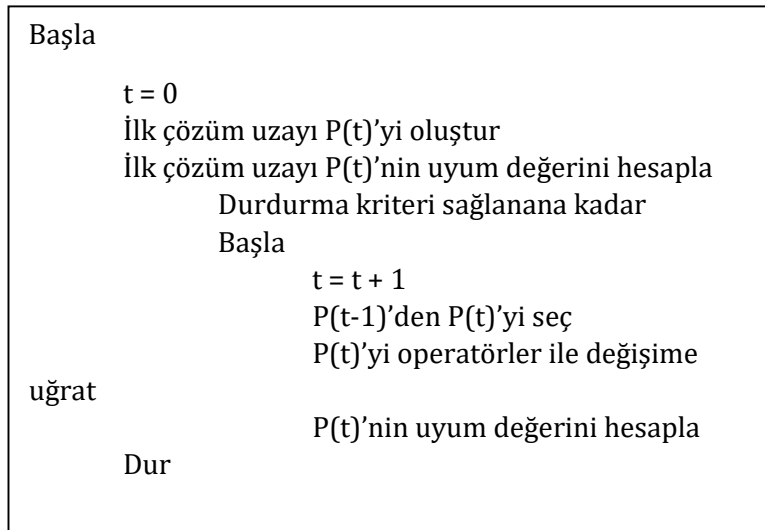 Başla
t = 0
İlk çözüm uzayı P(t)’yi oluştur
İlk çözüm uzayı P(t)’nin uyum değerini hesapla
Durdurma kriteri sağlanana kadar
Başla
t = t + 1
P(t-1)’den P(t)’yi seç
P(t)’yi operatörler ile değişime
uğrat
P(t)’nin uyum değerini hesapla
Dur